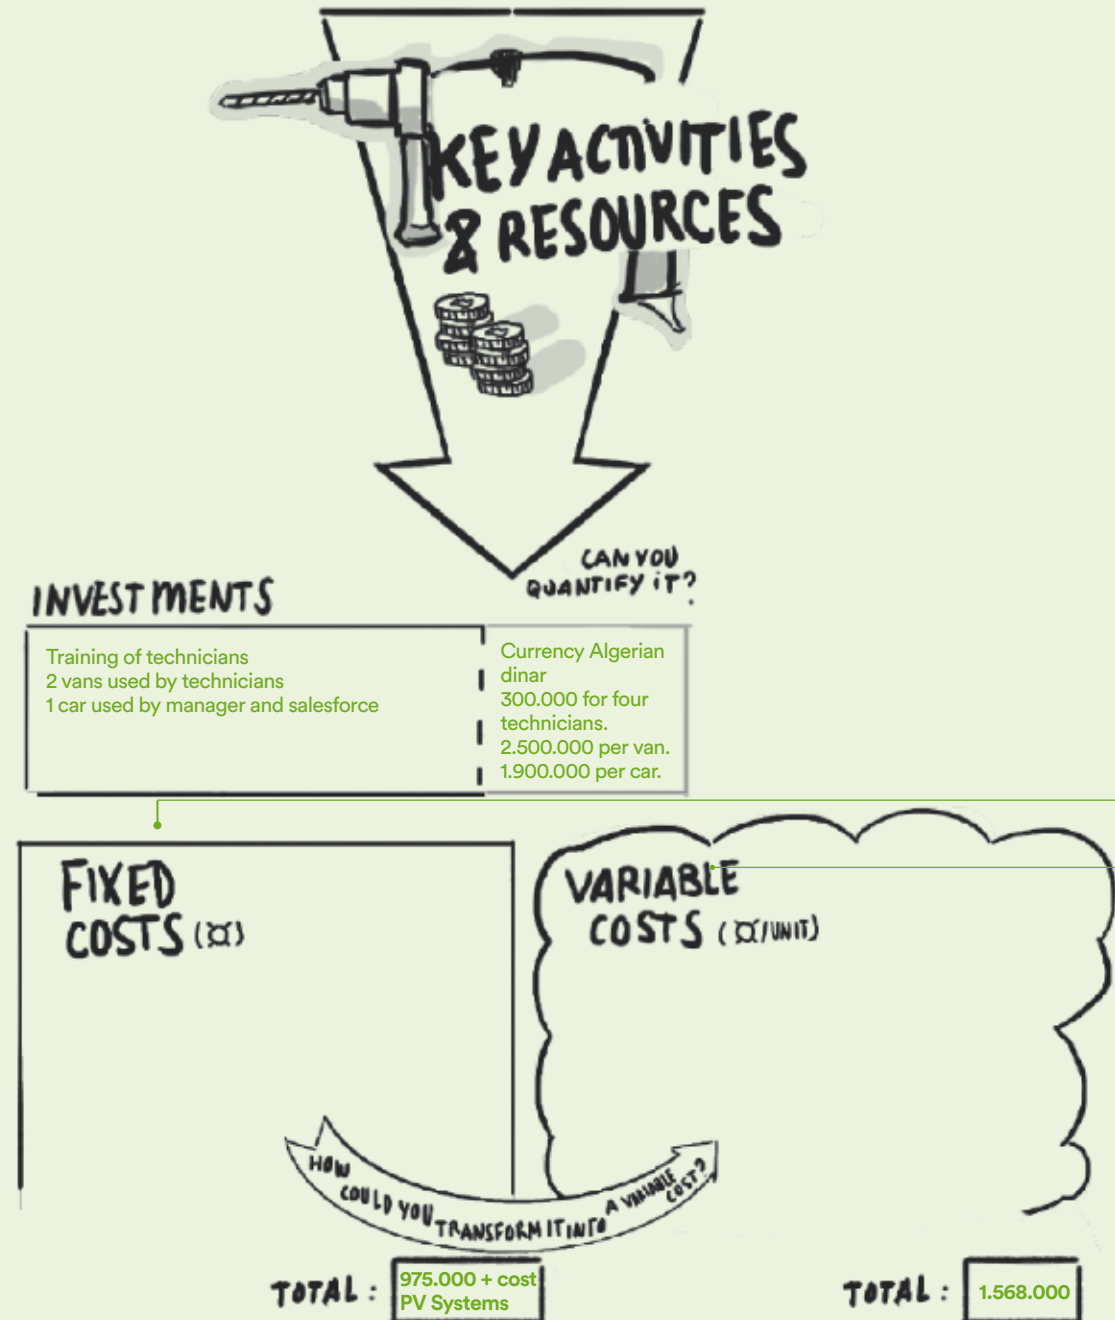 KEY ACTIVITIES
& RESOURCES
CAN YOU
QUANTIFY IT?
INVESTMENTS
Training of technicians
2 vans used by technicians
1 car used by manager and salesforce
Currency Algerian
dinar
300.000 for four
technicians.
2.500.000 per van.
1.900.000 per car.
FIXED
COSTS (¤)
VARIABLE
COSTS (¤/UNIT)
HOW COULD YOU TRANSFORM IT INTO A VARIABLE COST?
TOTAL:
975.000 + cost
PV Systems
TOTAL:
1.568.000